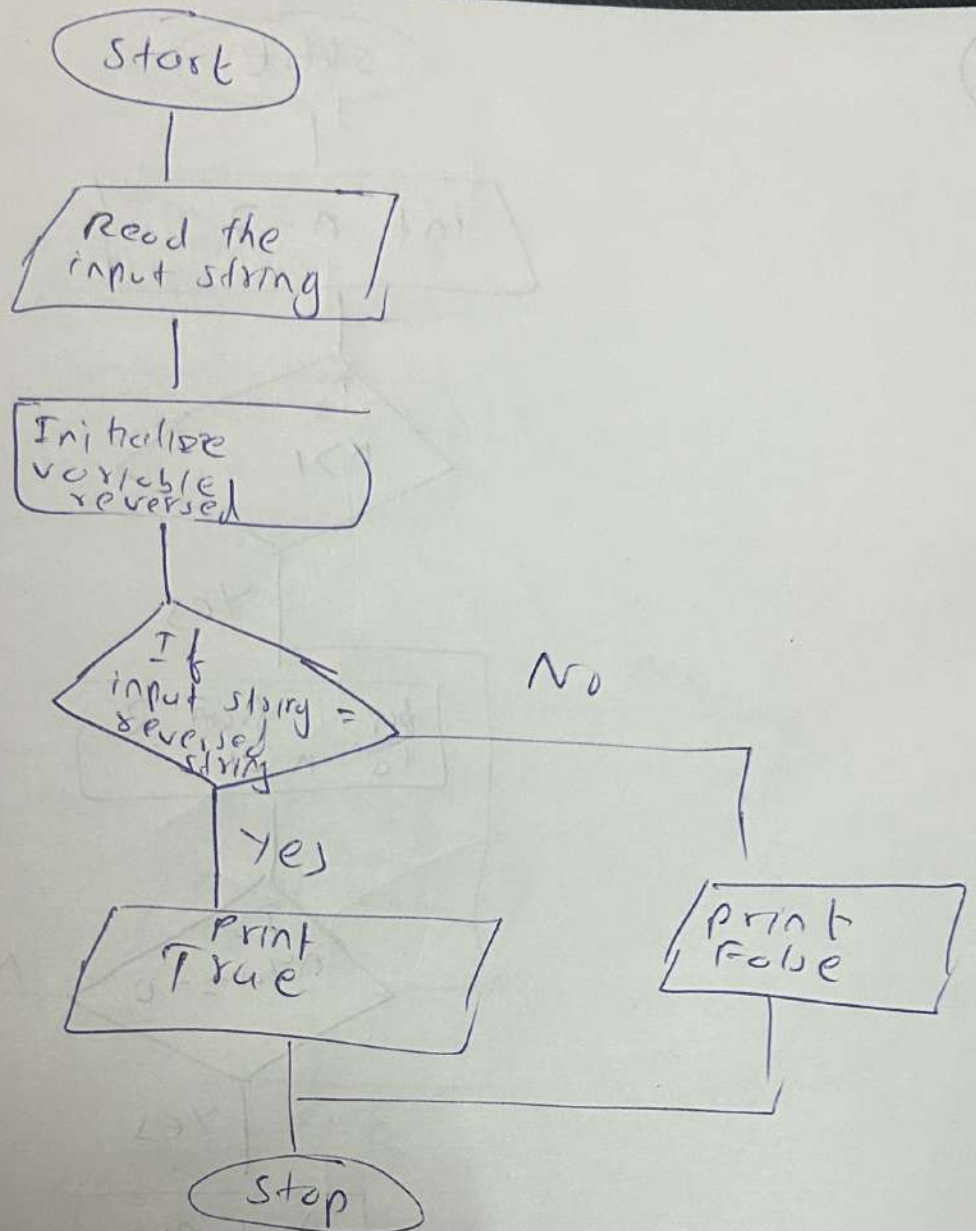 Start
Read the
input string
Initialize
variable
reversed
If
input string =
reversed
string
No
Yes
Print
True
Print
False
Stop